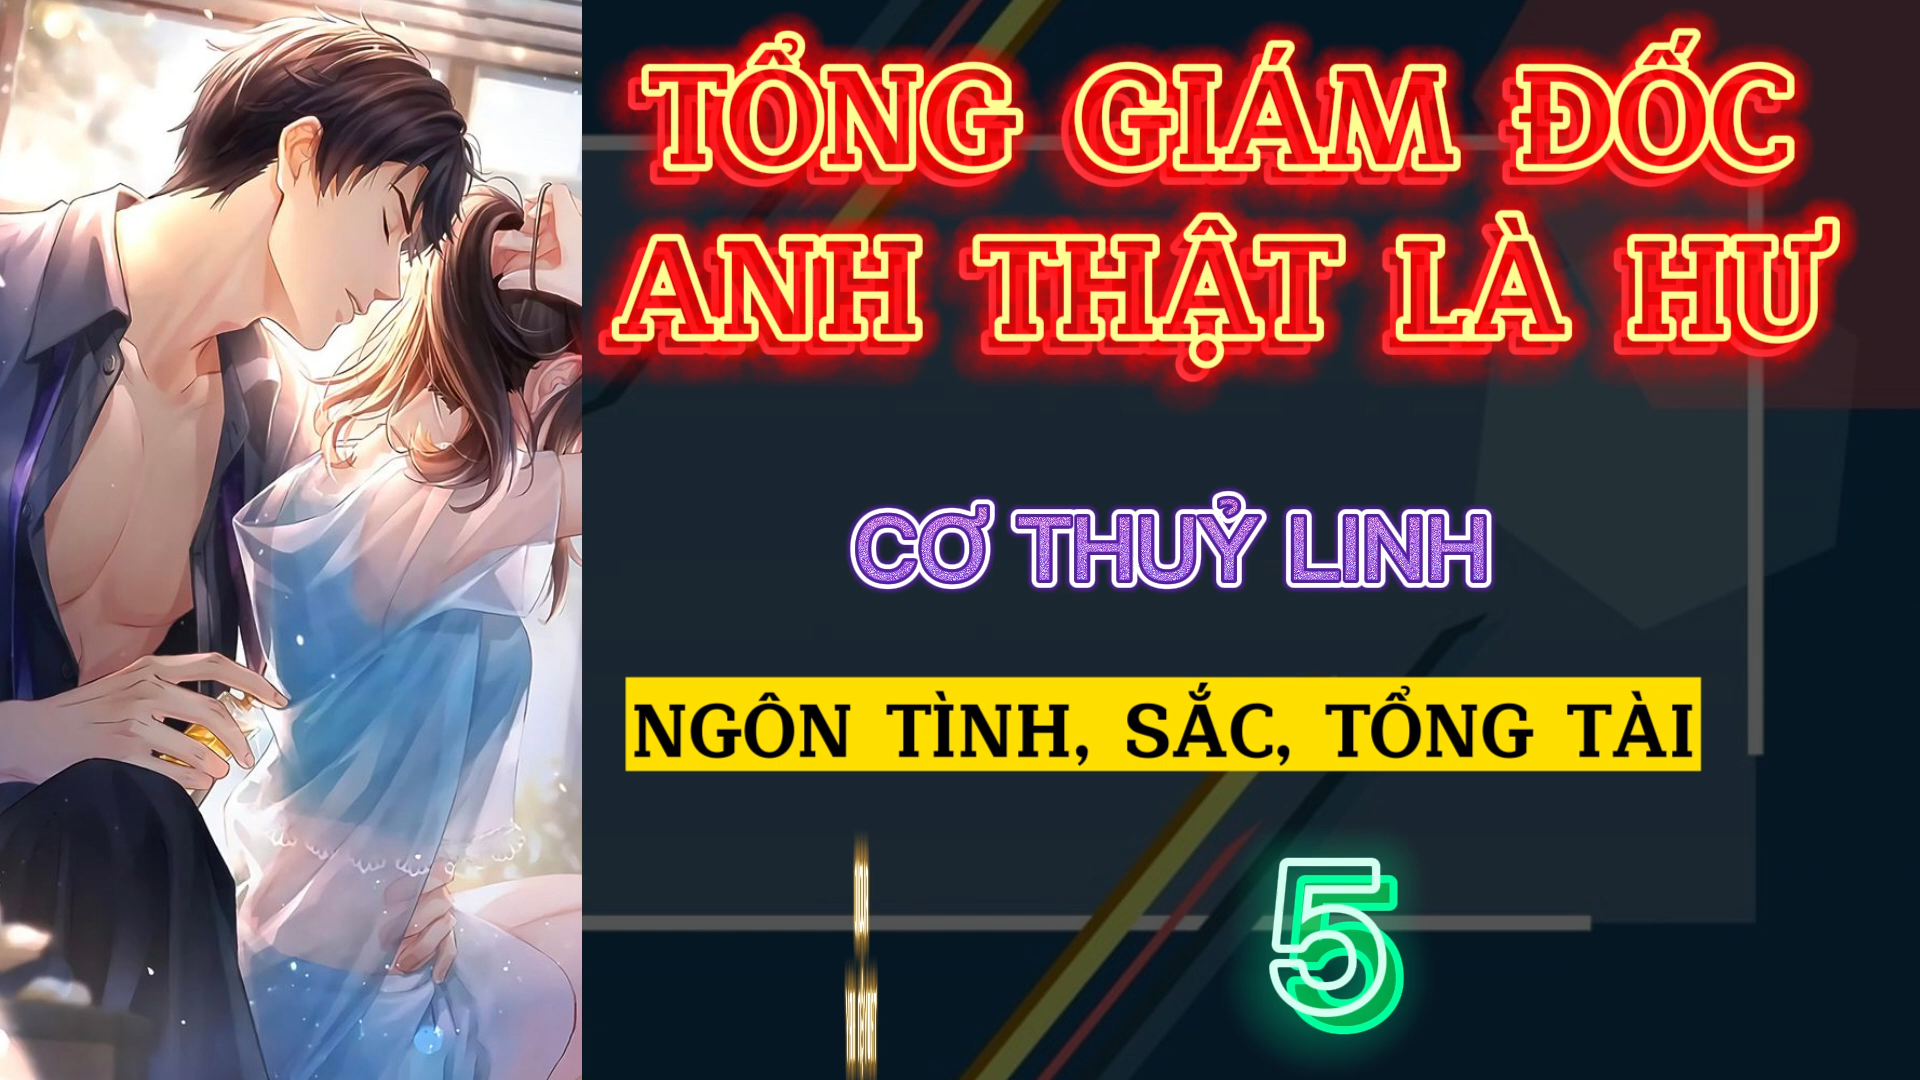 TỔNG GIÁM ĐỐC
ANH THẬT LÀ HƯ
CƠ THUỶ LINH
NGÔN TÌNH, SẮC, TỔNG TÀI
5